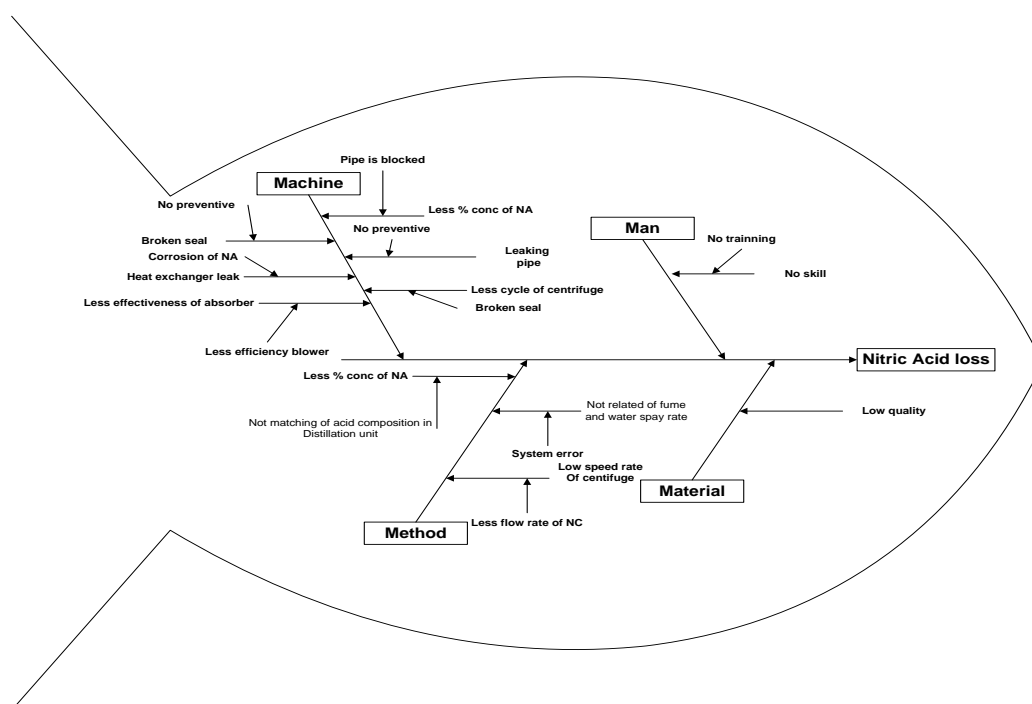 Pipe is blocked
Machine
No preventive
Less % conc of NA
No preventive
Broken seal
Corrosion of NA
Leaking
pipe
Heat exchanger leak
Less cycle of centrifuge
Less effectiveness of absorber
Broken seal
Less efficiency blower
Man
No trainning
No skill
Nitric Acid loss
Less % conc of NA
Not matching of acid composition in
Distillation unit
Not related of fume
and water spay rate
System error
Low speed rate
Of centifuge
Less flow rate of NC
Method
Low quality
Material